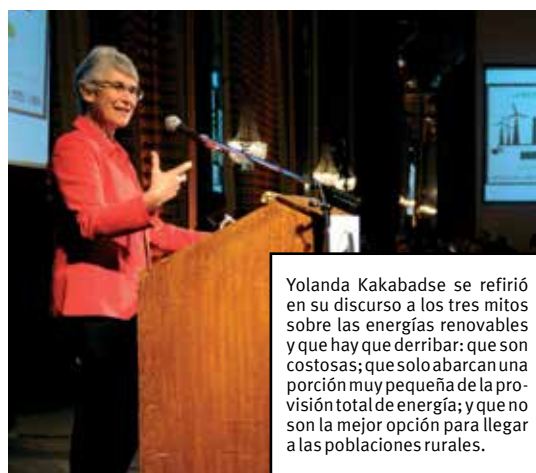 Yolanda Kakabadse se refirió
en su discurso a los tres mitos
sobre las energías renovables
y que hay que derribar: que son
costosas; que solo abarcan una
porción muy pequeña de la pro-
visión total de energía; y que no
son la mejor opción para llegar
a las poblaciones rurales.